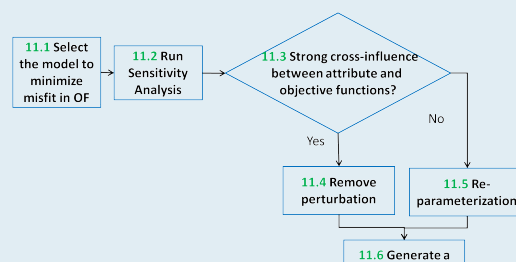 11.1 Select
the model to
minimize
misfit in OF
11.2 Run
Sensitivity
Analysis
11.3 Strong cross-influence
between attribute and
objective functions?
Yes
No
11.4 Remove
perturbation
11.5 Re-
parameterization
11.6 Generate a